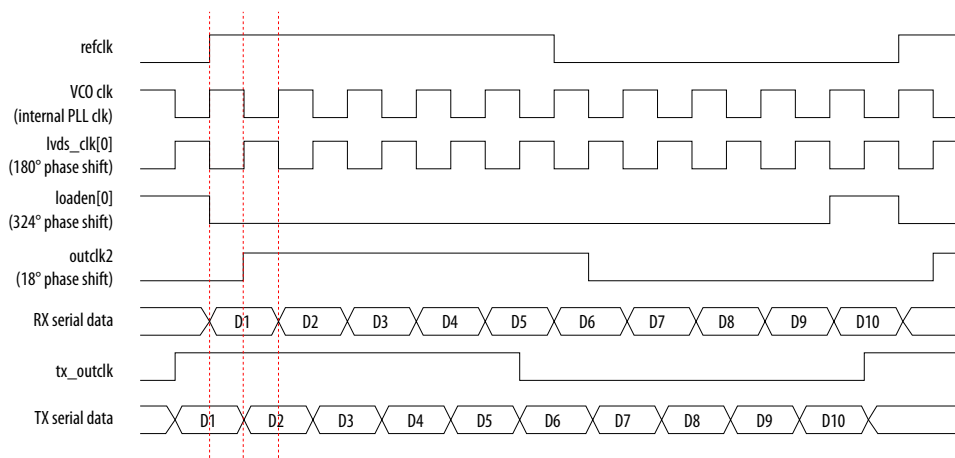 refclk
VCO clk
(internal PLL clk)
lvds_clk[0]
(180° phase shift)
loaden[0]
(324° phase shift)
outclk2
(18° phase shift)
RX serial data D1 D2 D3 D4 D5 D6 D7 D8 D9 D10
tx_outclk
TX serial data D1 D2 D3 D4 D5 D6 D7 D8 D9 D10